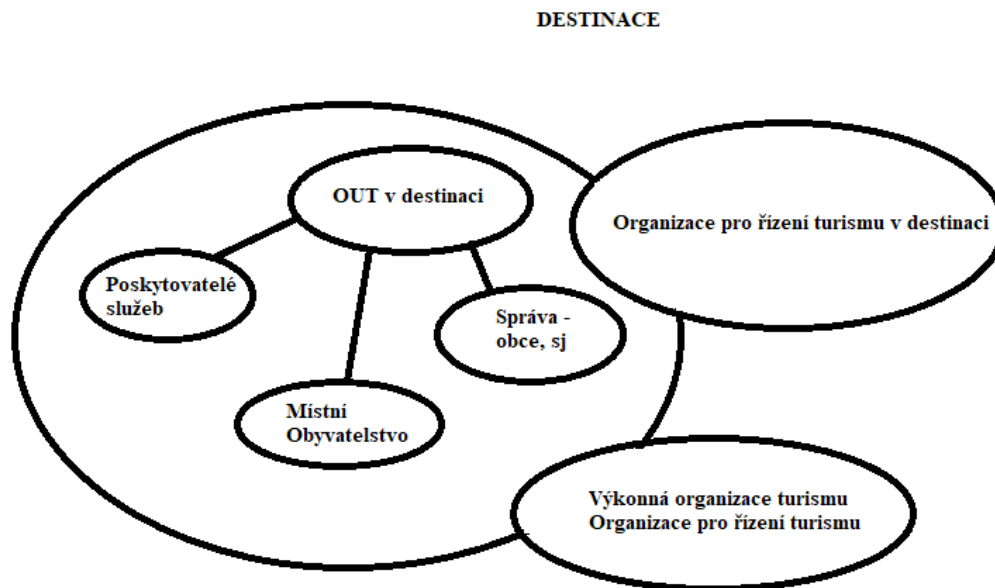 DESTINACE
OUT v destinaci
Organizace pro řízení turismu v destinaci
Poskytovatelé
služeb
Správa -
obce, sj
Místní
Obyvatelstvo
Výkonná organizace turismu
Organizace pro řízení turismu